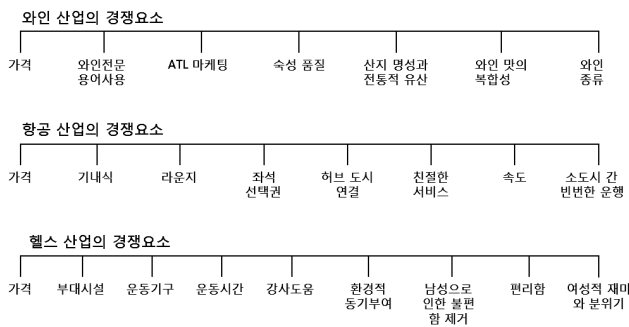 와인 산업의 경쟁요소
가격 와인전문 ATL 마케팅 숙성 품질 산지 명성과 와인 맛의 와인
용어사용 전통적 유산 복합성 종류
항공 산업의 경쟁요소
가격 기내식 라운지 좌석 허브 도시 친절한 속도 소도시 간
선택권 연결 서비스 빈번한 운행
헬스 산업의 경쟁요소
가격 부대시설 운동기구 운동시간 강사도움 환경적 남성으로 편리함 여성적 재미
동기부여 인한 불편 와 분위기
함 제거